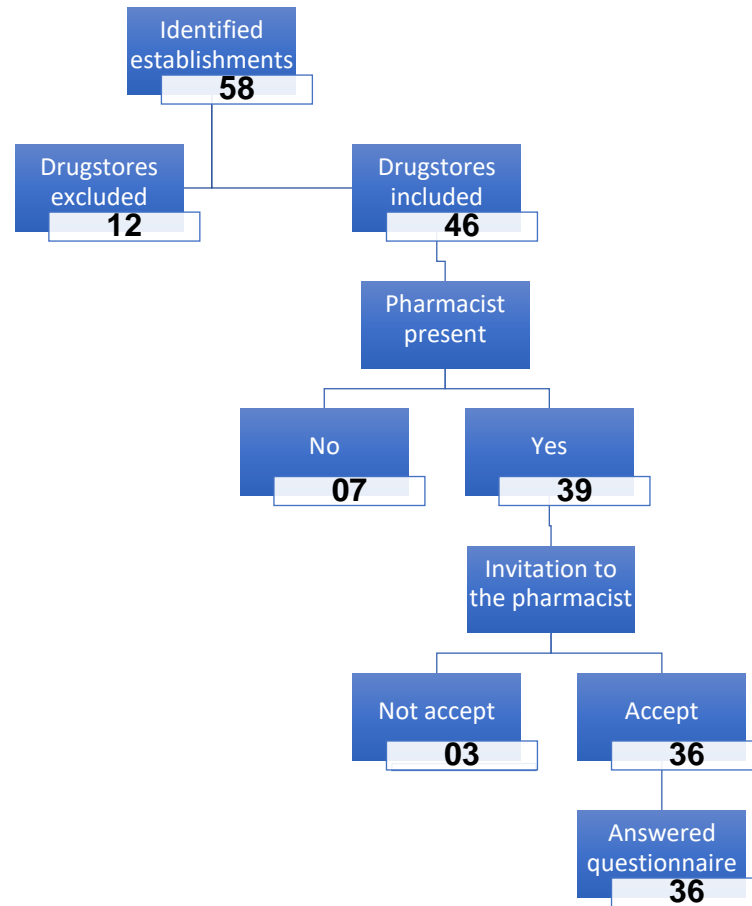 Identified
establishments
58
Drugstores
excluded
12
Drugstores
included
46
Pharmacist
present
No
07
Yes
39
Invitation to
the pharmacist
Not accept
03
Accept
36
Answered
questionnaire
36